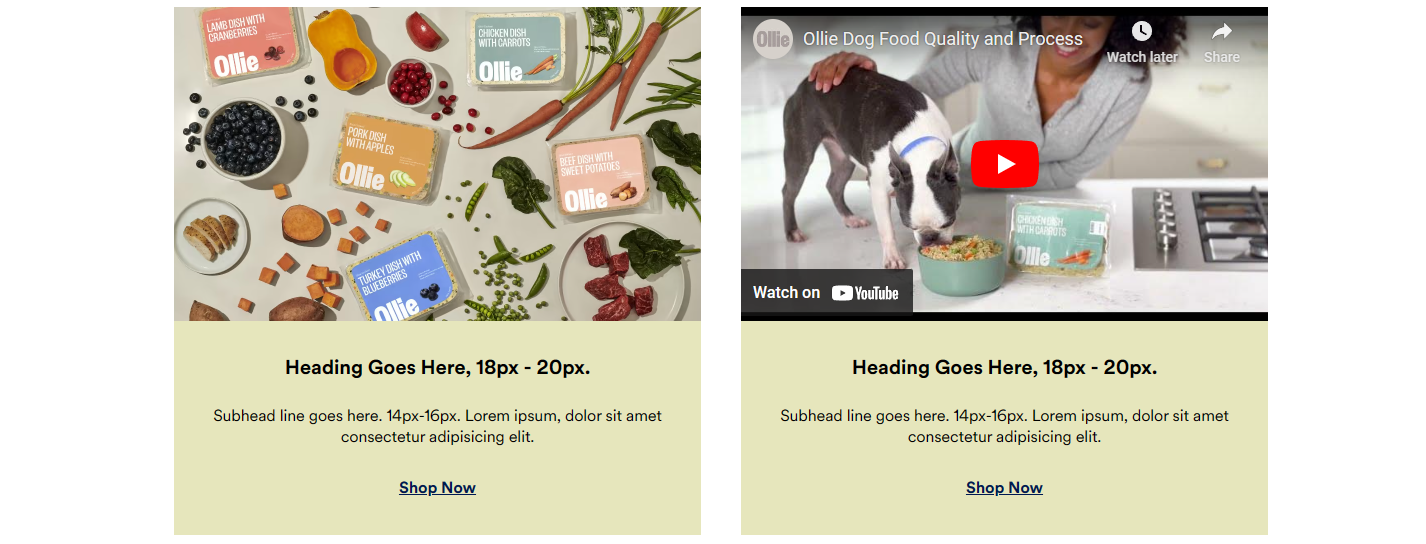 LAMB DISH WITH
CRANBERRIES
Ollie
CHICKEN DISH
WITH CARROTS
Ollie
PORK DISH
WITH APPLES
Ollie
BEEF DISH WITH
SWEET POTATOES
Ollie
TURKEY DISH WITH
BLUEBERRIES
Ollie
Heading Goes Here, 18px - 20px.
Subhead line goes here. 14px-16px. Lorem ipsum, dolor sit amet
consectetur adipisicing elit.
Shop Now
Ollie
Ollie Dog Food Quality and Process
Watch later
Share
CHICKEN DISH
WITH CARROTS
Ollie
Watch on YouTube
Heading Goes Here, 18px - 20px.
Subhead line goes here. 14px-16px. Lorem ipsum, dolor sit amet
consectetur adipisicing elit.
Shop Now